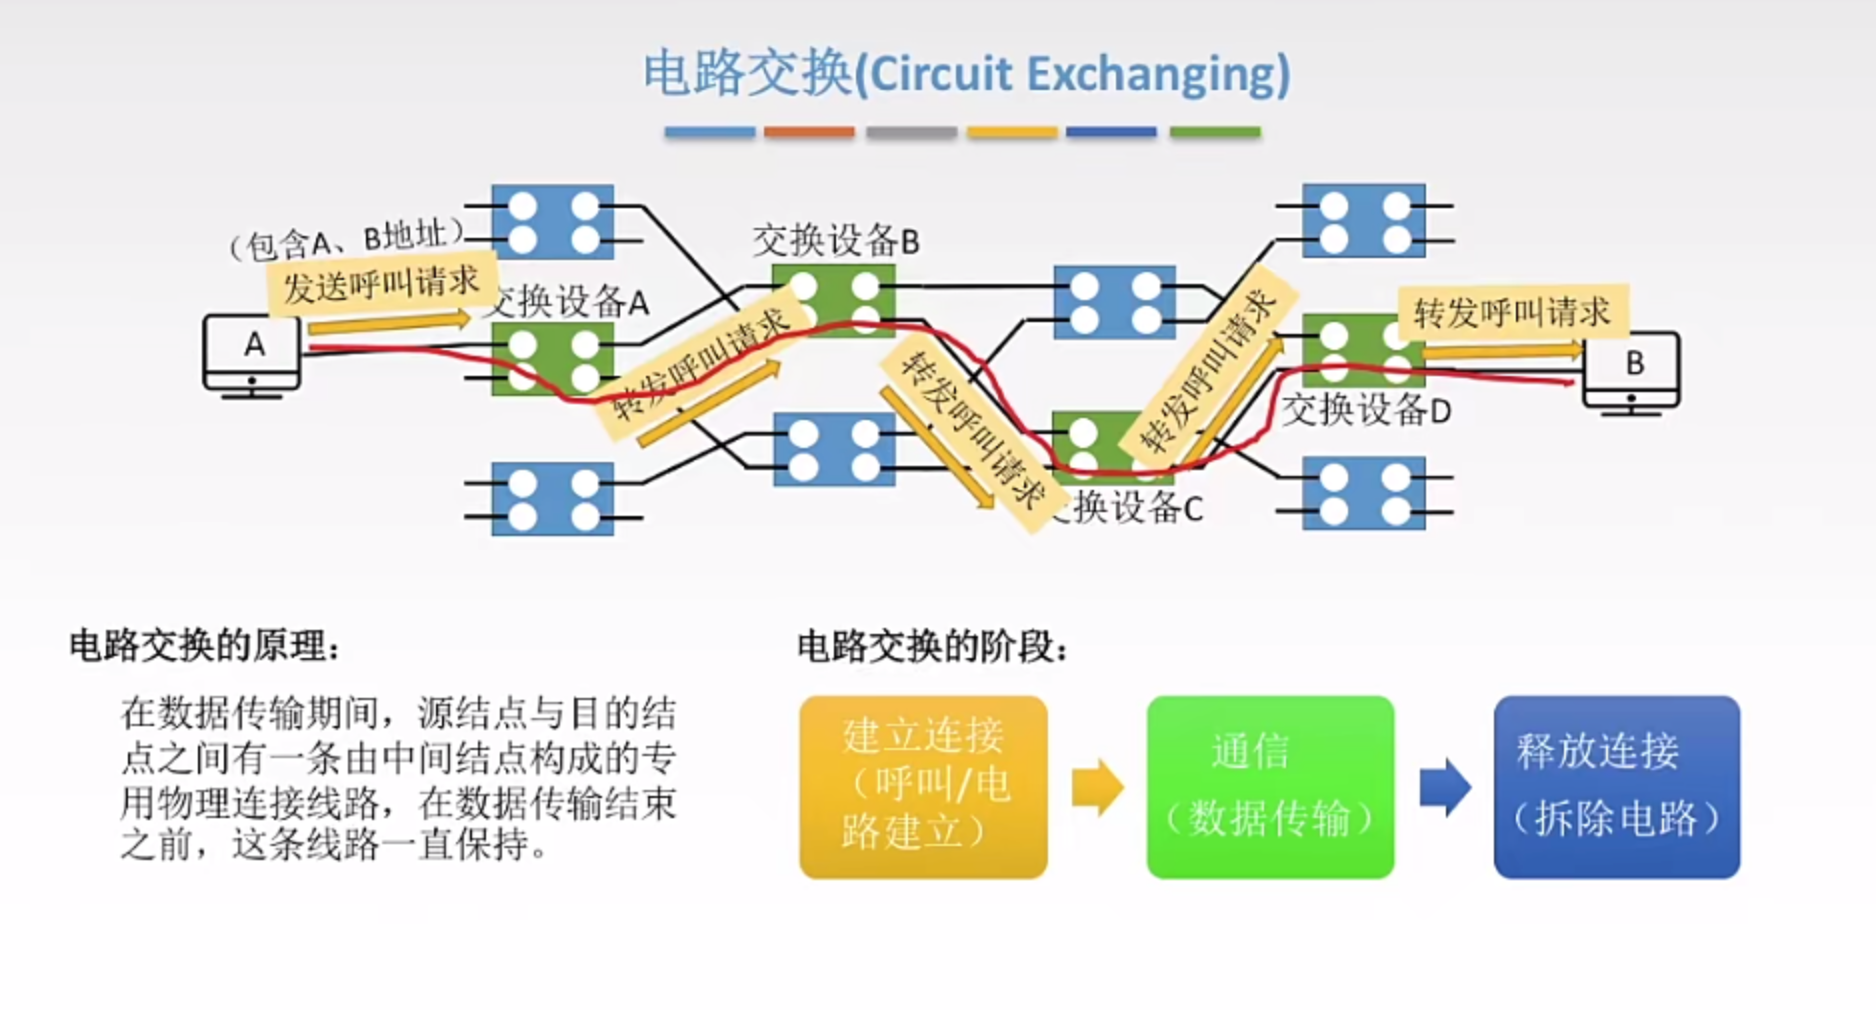 电路交换(Circuit Exchanging)
（包含A、B地址）
发送呼叫请求
交换设备A
交换设备B
A
转发呼叫请求
转发呼叫请求
转发呼叫请求
转发呼叫请求
B
交换设备D
换设备C
电路交换的原理：
在数据传输期间，源结点与目的结
点之间有一条由中间结点构成的专
用物理连接线路，在数据传输结束
之前，这条线路一直保持。
电路交换的阶段：
建立连接
（呼叫/电
路建立）
通信
（数据传输）
释放连接
（拆除电路）